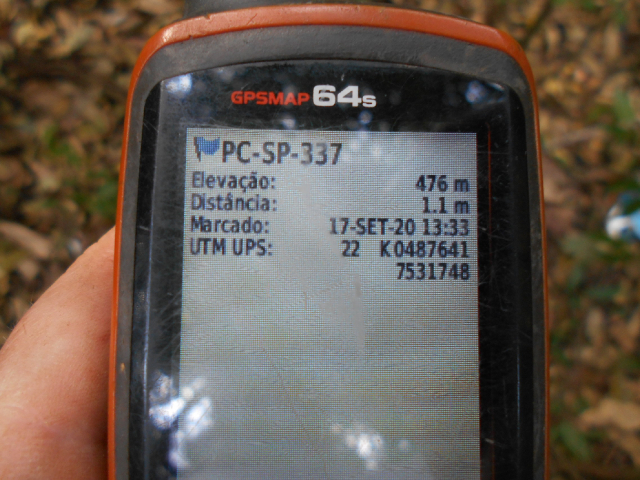 GPSMAP 64s
PC-SP-337
Elevação: 476 m
Distância: 1.1 m
Marcado: 17-SET-20 13:33
UTM UPS: 22 K 0487641
7531748